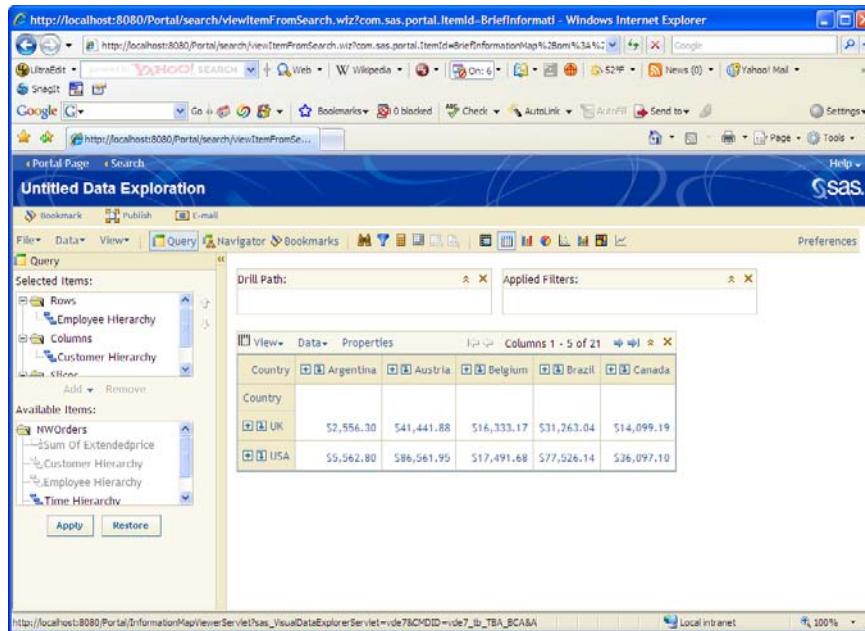 http://localhost:8080/Portal/search/viewItemFromSearch.wiz?com.sas.portal.ItemId=BriefInformati - Windows Internet Explorer
http://localhost:8080/Portal/search/viewItemFromSearch.wiz?com.sas.portal.ItemId=BriefInformationMap%2Bomi%3A% Google
UltraEdit YAHOO! SEARCH Web Wikipedia On: 6 52°F News (0) Yahoo! Mail
SnagIt
Google Go Bookmarks 0 blocked Check AutoLink AutoFill Send to Settings
http://localhost:8080/Portal/search/viewItemFromSe... Page Tools
Portal Page Search Help
Untitled Data Exploration sas.
Bookmark Publish E-mail
File Data View Query Navigator Bookmarks Preferences
Query
Selected Items:
Rows
Employee Hierarchy
Columns
Customer Hierarchy
Slicer
Add Remove
Available Items:
NWOrders
Sum Of Extendedprice
Customer Hierarchy
Employee Hierarchy
Time Hierarchy
Apply Restore
Drill Path: Applied Filters:
View Data Properties Columns 1 - 5 of 21
Country Argentina Austria Belgium Brazil Canada
Country
UK $2,556.30 $41,441.88 $16,333.17 $31,263.04 $14,099.19
USA $5,562.80 $86,561.95 $17,491.68 $77,526.14 $36,097.10
http://localhost:8080/Portal/InformationMapViewerServlet?sas_VisualDataExplorerServlet=vde7&CMDID=vde7_tb_TBA_BCA&A Local intranet 100%